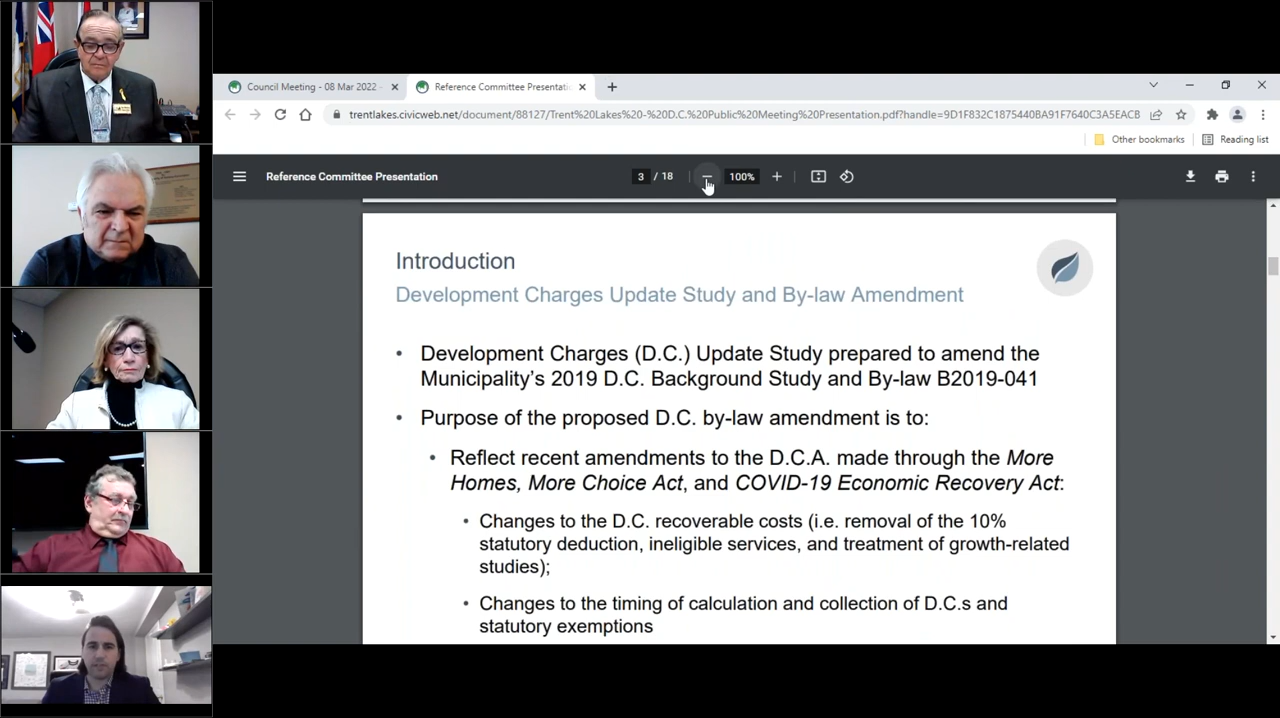 Council Meeting - 08 Mar 2022 -
Reference Committee Presentati
trentlakes.civicweb.net/document/88127/Trent%20Lakes%20-%20D.C.%20Public%20Meeting%20Presentation.pdf?handle=9D1F832C1875440BA91F7640C3A5EACB
Other bookmarks
Reading list
Reference Committee Presentation
3 / 18
100%
Introduction
Development Charges Update Study and By-law Amendment
• Development Charges (D.C.) Update Study prepared to amend the
Municipality's 2019 D.C. Background Study and By-law B2019-041
• Purpose of the proposed D.C. by-law amendment is to:
• Reflect recent amendments to the D.C.A. made through the More
Homes, More Choice Act, and COVID-19 Economic Recovery Act:
• Changes to the D.C. recoverable costs (i.e. removal of the 10%
statutory deduction, ineligible services, and treatment of growth-related
studies);
• Changes to the timing of calculation and collection of D.C.s and
statutory exemptions